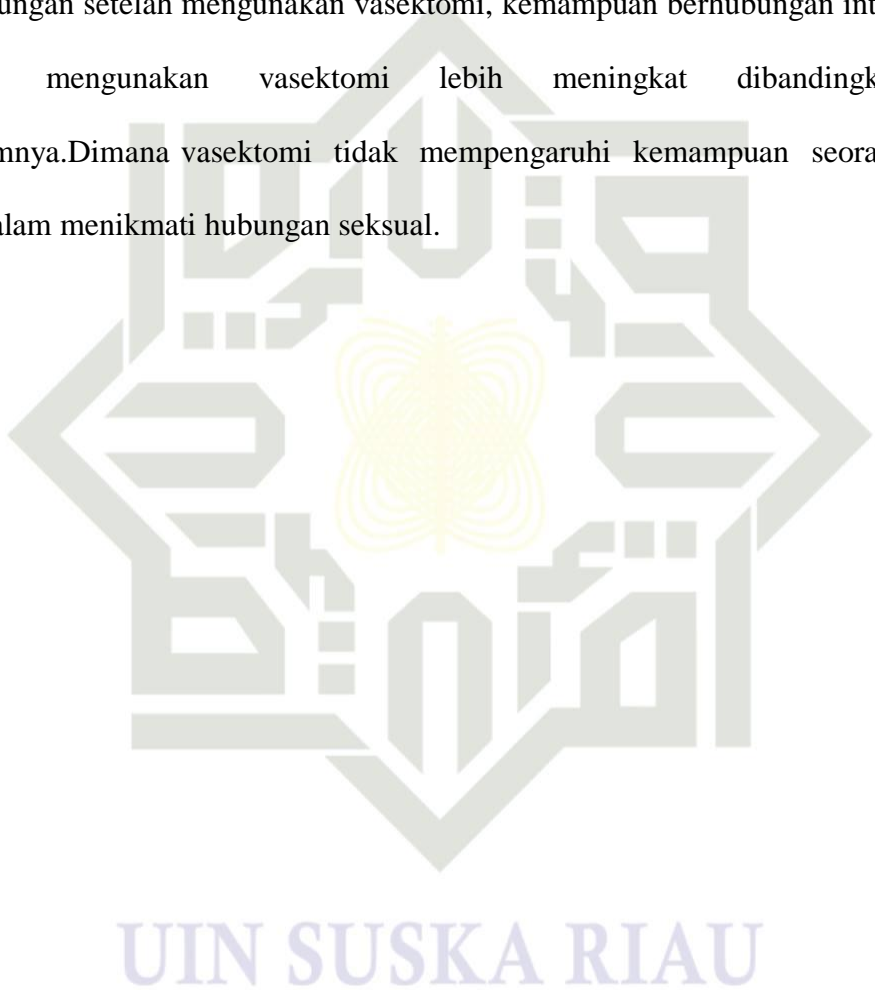 ungan setelah mengunakan vasektomi, kemampuan berhubungan int
mengunakan vasektomi lebih meningkat dibandingk
mnya.Dimana vasektomi tidak mempengaruhi kemampuan seora
alam menikmati hubungan seksual.
UIN SUSKA RIAU